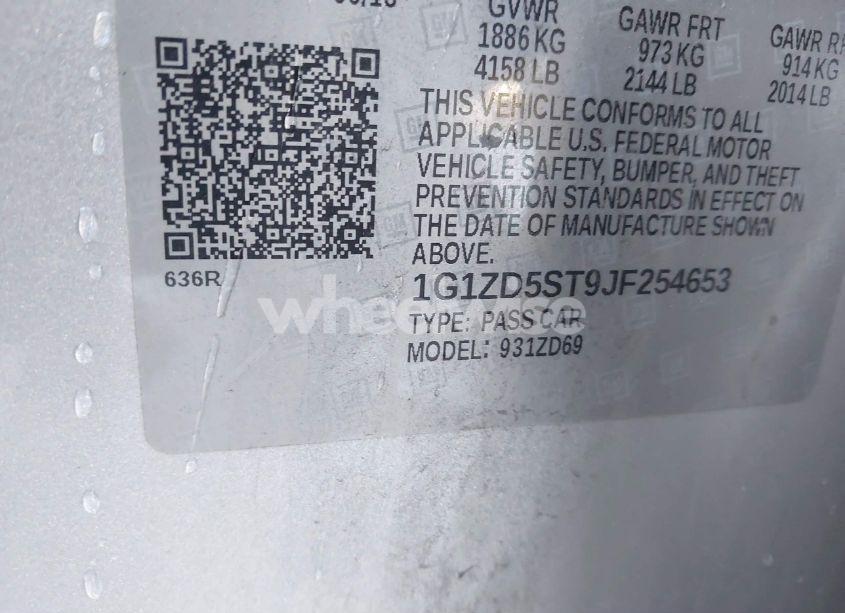 GVWR
1886 KG
4158 LB
GAWR FRT
973 KG
2144 LB
GAWR
914 KG
2014 LB
THIS VEHICLE CONFORMS TO ALL
APPLICABLE U.S. FEDERAL MOTOR
VEHICLE SAFETY, BUMPER, AND THEFT
PREVENTION STANDARDS IN EFFECT ON
THE DATE OF MANUFACTURE SHOWN
ABOVE.
636R
1G1ZD5ST9JF254653
TYPE: PASS CAR
MODEL: 931ZD69
wheelwise